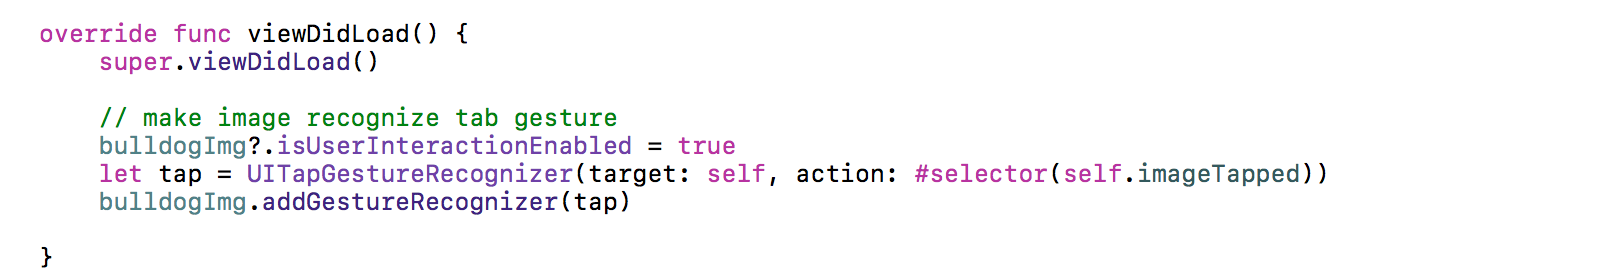 override func viewDidLoad() {
super.viewDidLoad()
// make image recognize tab gesture
bulldogImg?.isUserInteractionEnabled = true
let tap = UITapGestureRecognizer(target: self, action: #selector(self.imageTapped))
bulldogImg.addGestureRecognizer(tap)
}